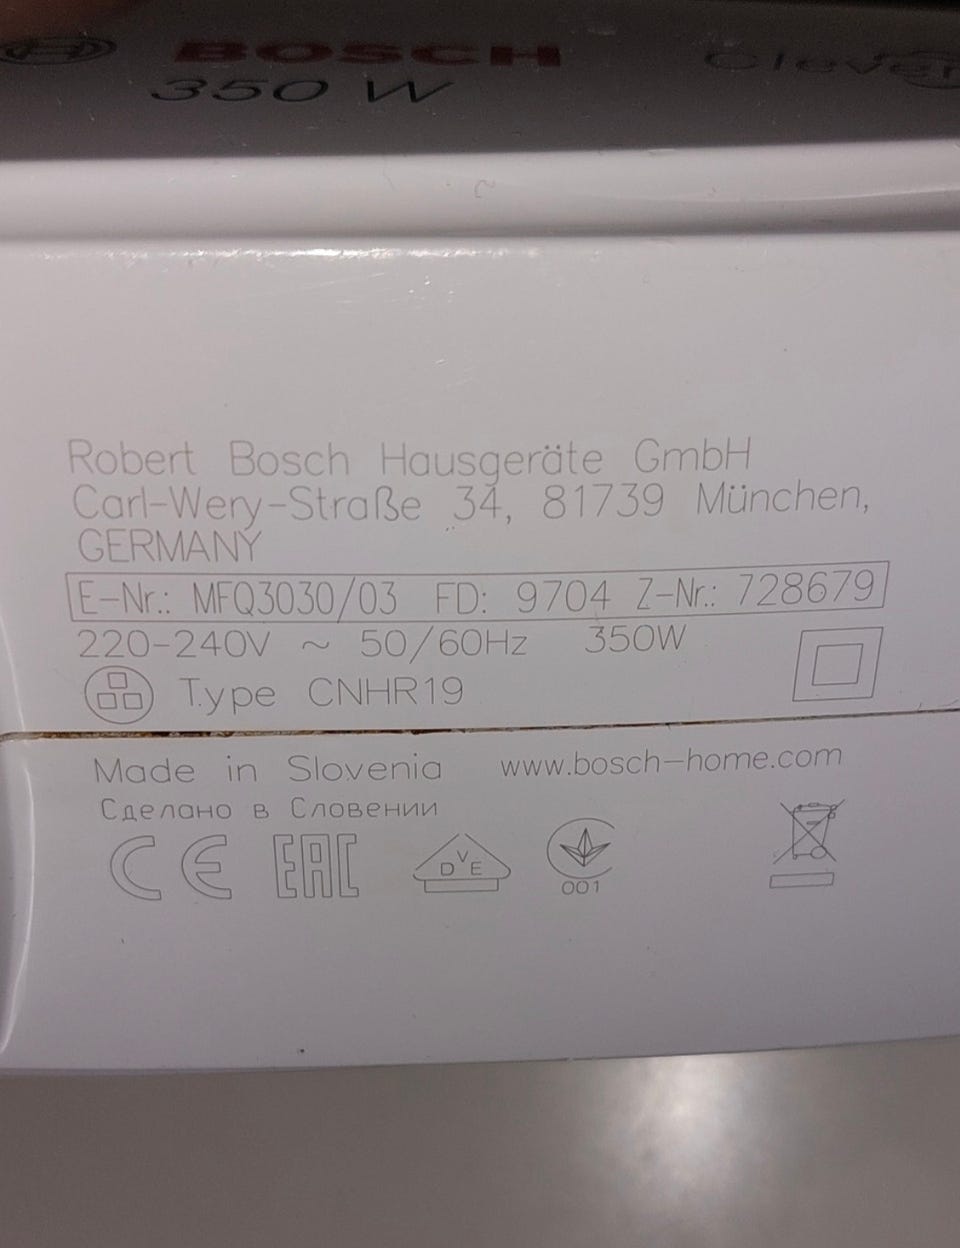 BOSCH
350 W
Clever
Robert Bosch Hausgeräte GmbH
Carl-Wery-Straße 34, 81739 München,
GERMANY
E-Nr.: MFQ3030/03 FD: 9704 Z-Nr.: 728679
220-240V ~ 50/60Hz 350W
Type CNHR19
Made in Slovenia www.bosch-home.com
Сделано в Словении
CE EAC DVE
001